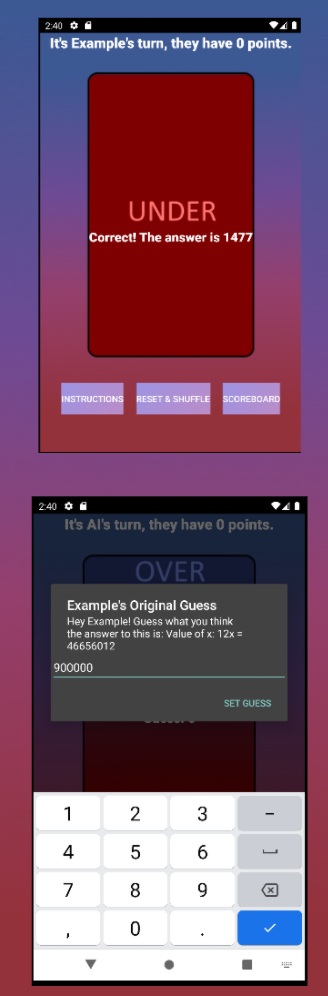 2:40
It's Example's turn, they have 0 points.
UNDER
Correct! The answer is 1477
INSTRUCTIONS RESET & SHUFFLE SCOREBOARD
2:40
It's AI's turn, they have 0 points.
OVER
Example's Original Guess
Hey Example! Guess what you think
the answer to this is: Value of x: 12x =
46656012
900000
SET GUESS
1 2 3 -
4 5 6
7 8 9
, 0 .